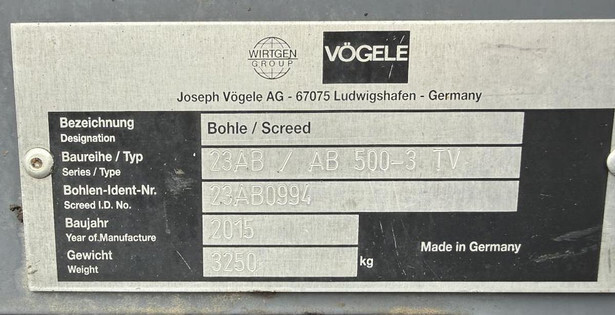 WIRTGEN
GROUP
VÖGELE
Joseph Vögele AG - 67075 Ludwigshafen - Germany
Bezeichnung
Designation
Bohle / Screed
Baureihe / Typ
Series / Type
23AB / AB 500-3 TV
Bohlen-Ident-Nr.
Screed I.D. No.
23AB0994
Baujahr
Year of.Manufacture
2015
Made in Germany
Gewicht
Weight
3250 kg